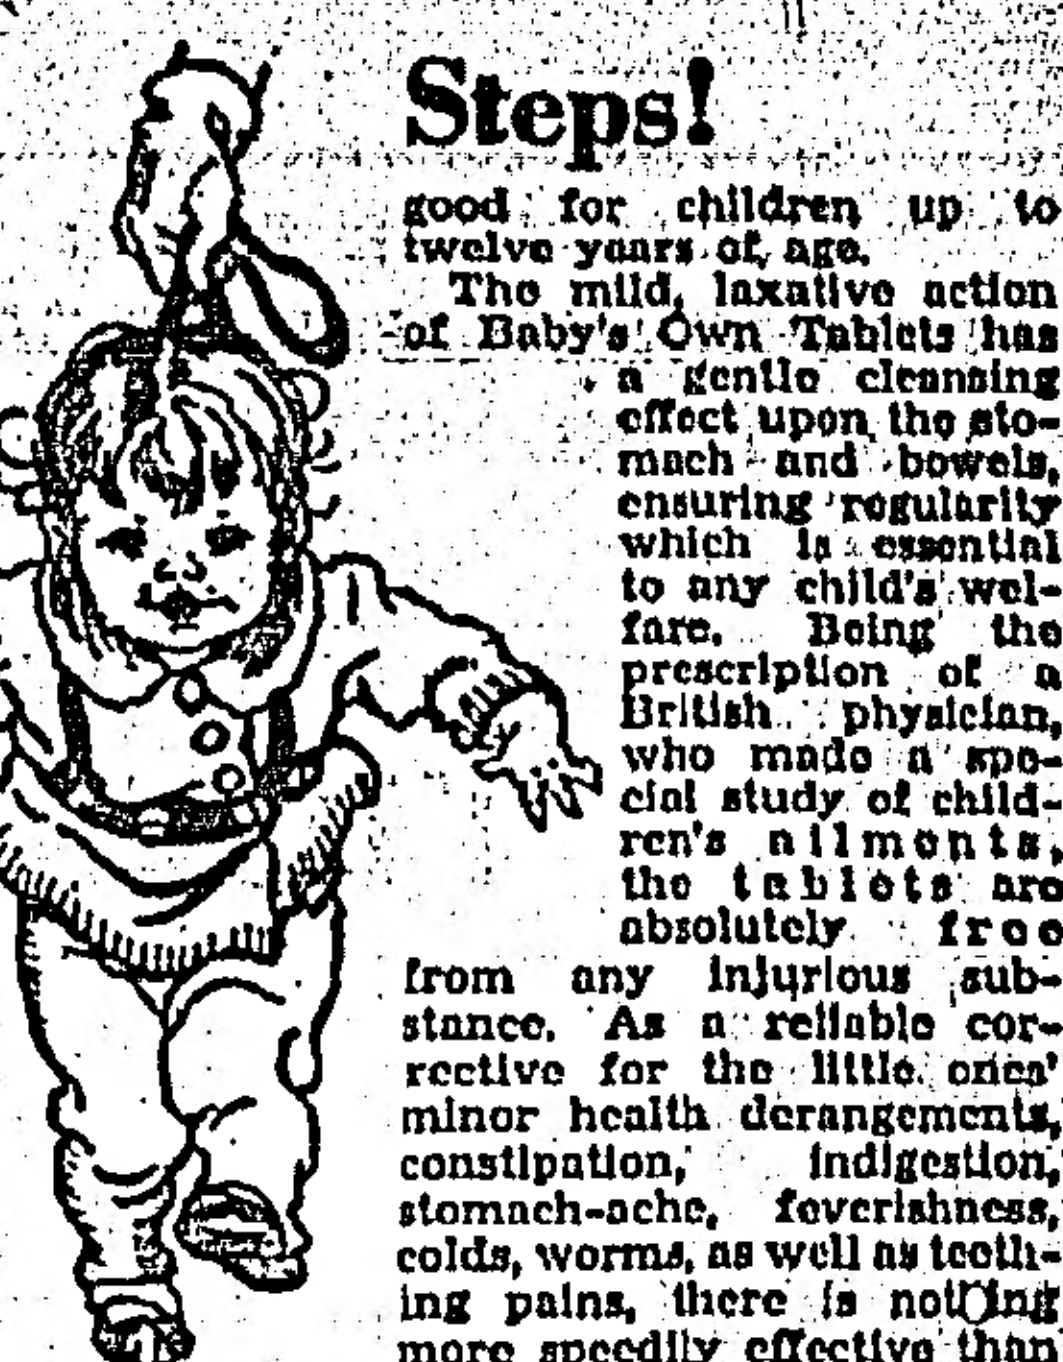 Steps!
good for children up to
twelve years of age.
The mild, laxative action
of Baby's Own Tablets has
a gentle cleansing
effect upon the sto-
mach and bowels,
ensuring regularity
which is essential
to any child's wel-
fare. Being the
prescription of a
British physician,
who made a spe-
cial study of child-
ren's ailments,
the tablets are
absolutely free
from any injurious sub-
stance. As a reliable cor-
rective for the little ones'
minor health derangements,
constipation, indigestion,
stomach-ache, feverishness,
colds, worms, as well as teeth-
ing pains, there is nothing
more speedily effective than